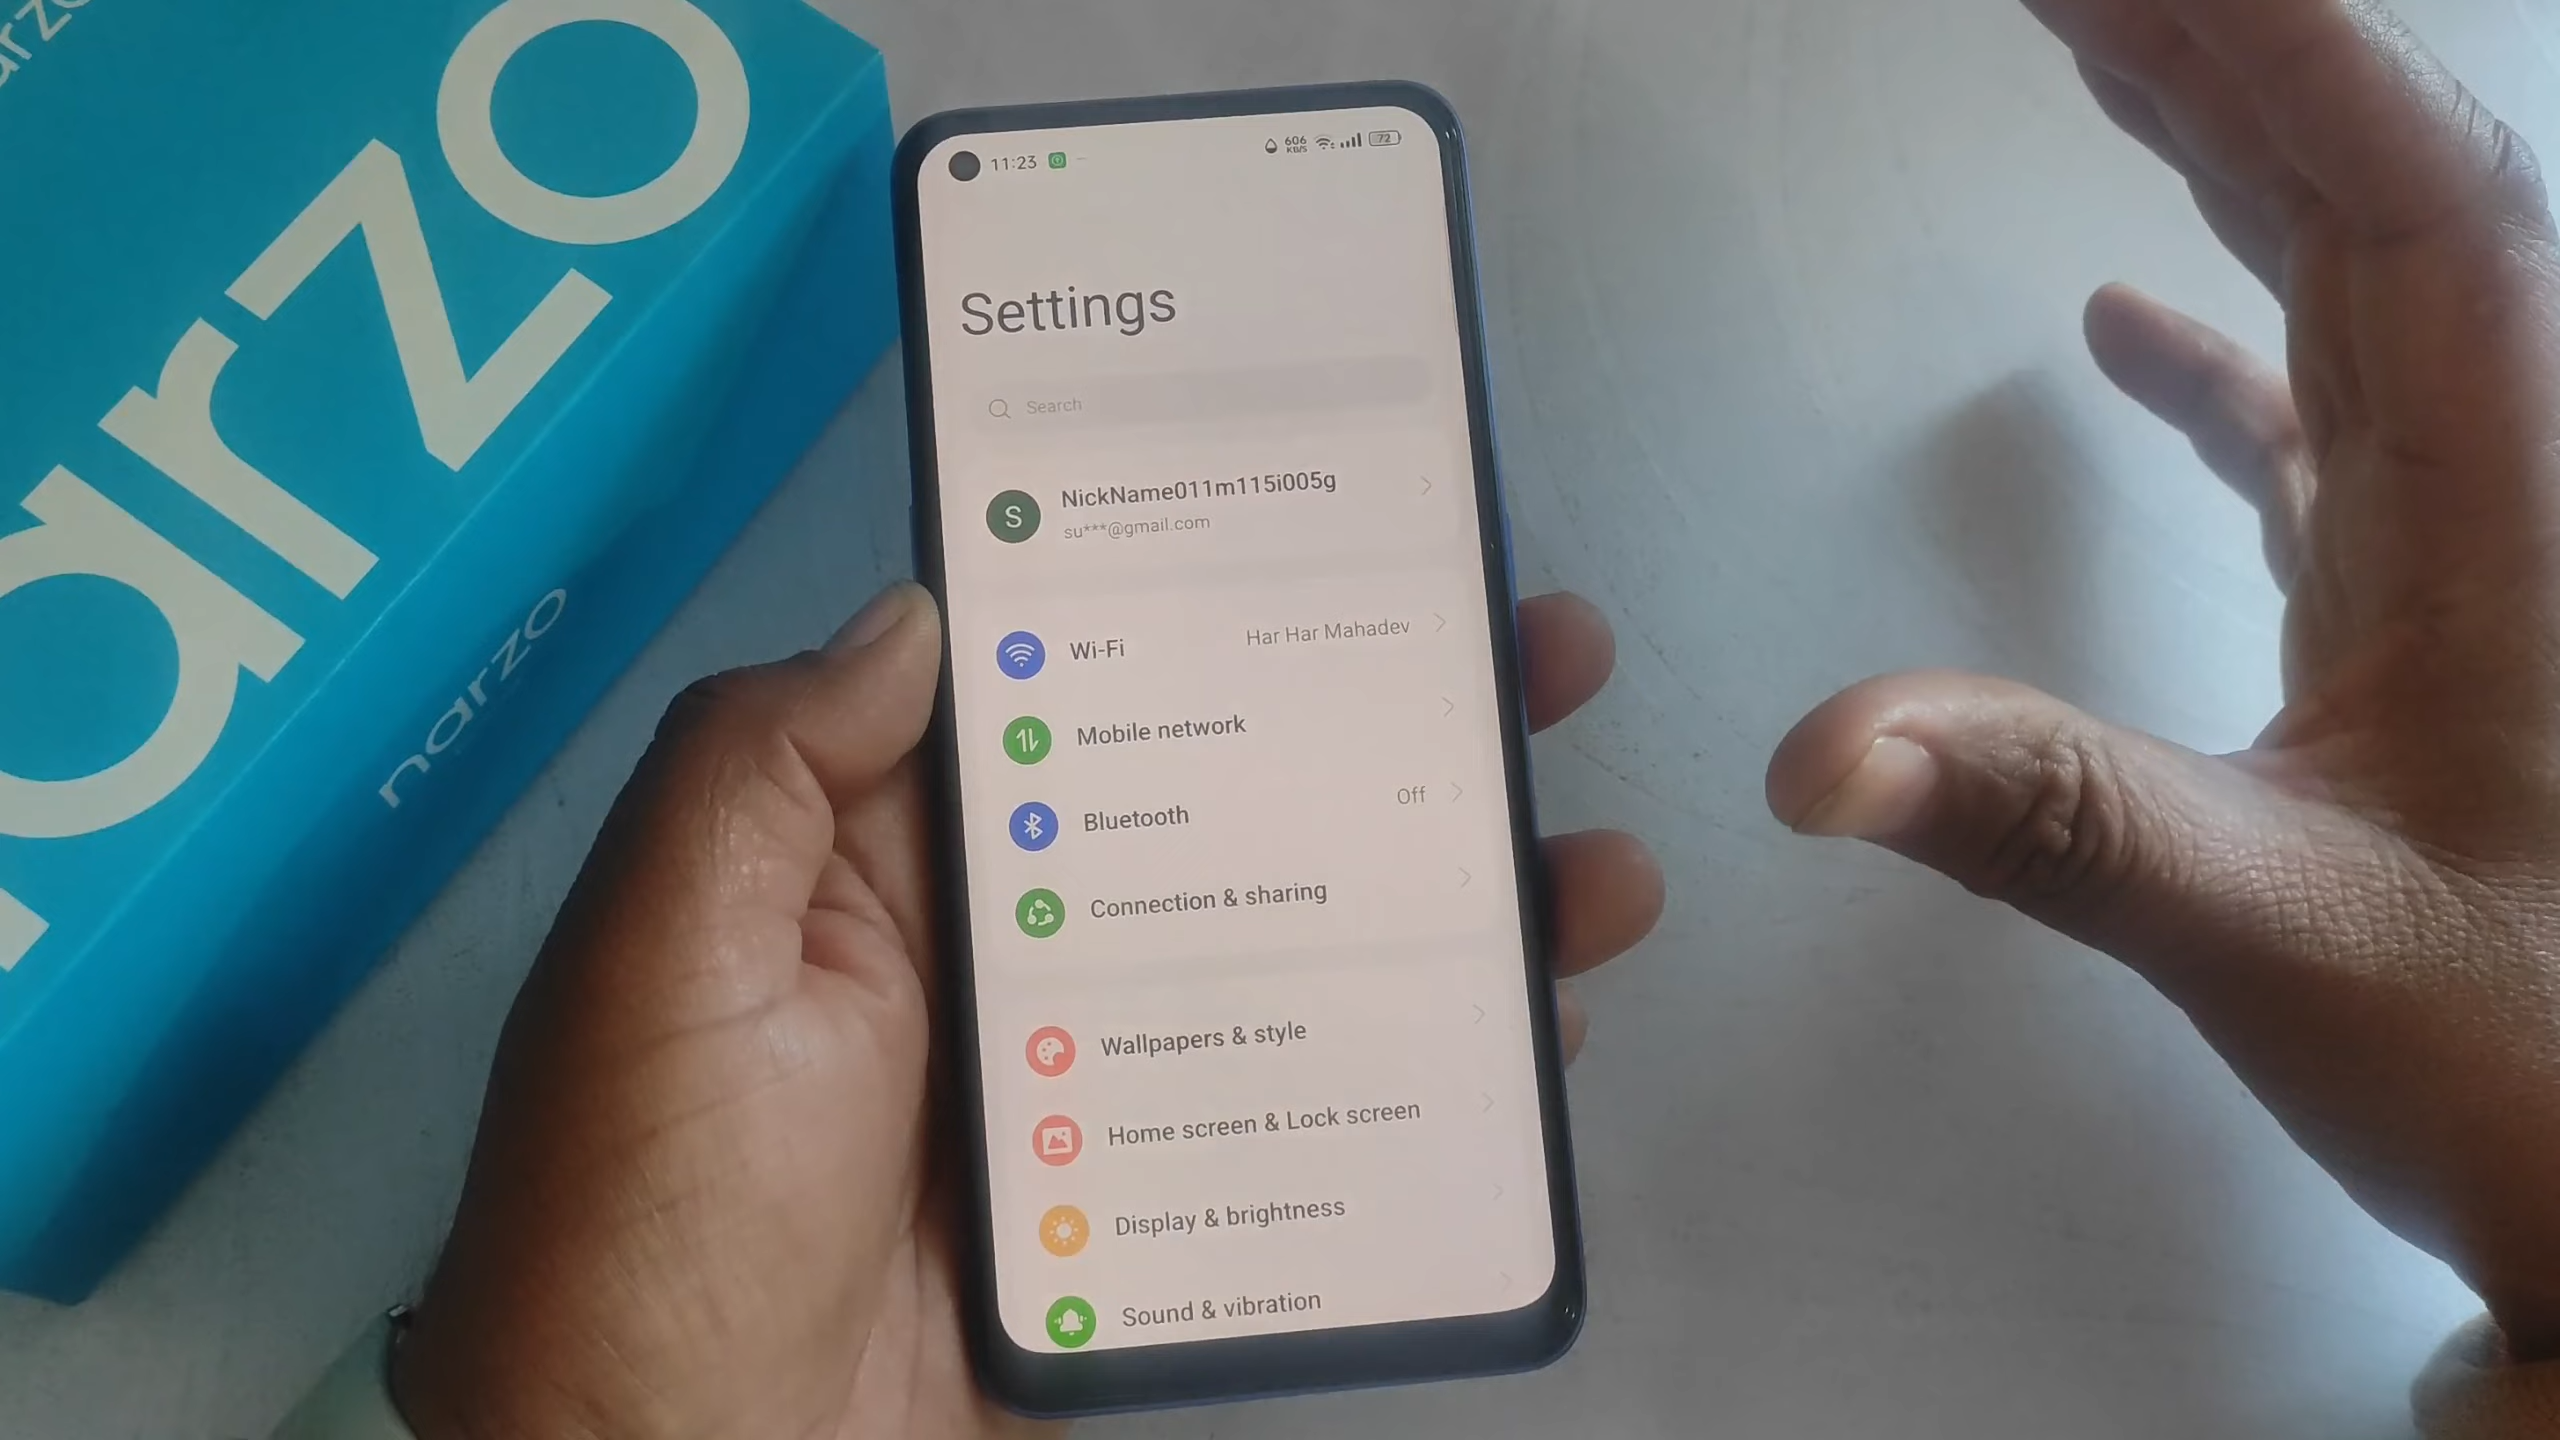 narzo
narzo
11:23
606
KB/S
72
Settings
Search
S
NickName011m115i005g
su***@gmail.com
Wi-Fi
Har Har Mahadev
Mobile network
Bluetooth
Off
Connection & sharing
Wallpapers & style
Home screen & Lock screen
Display & brightness
Sound & vibration